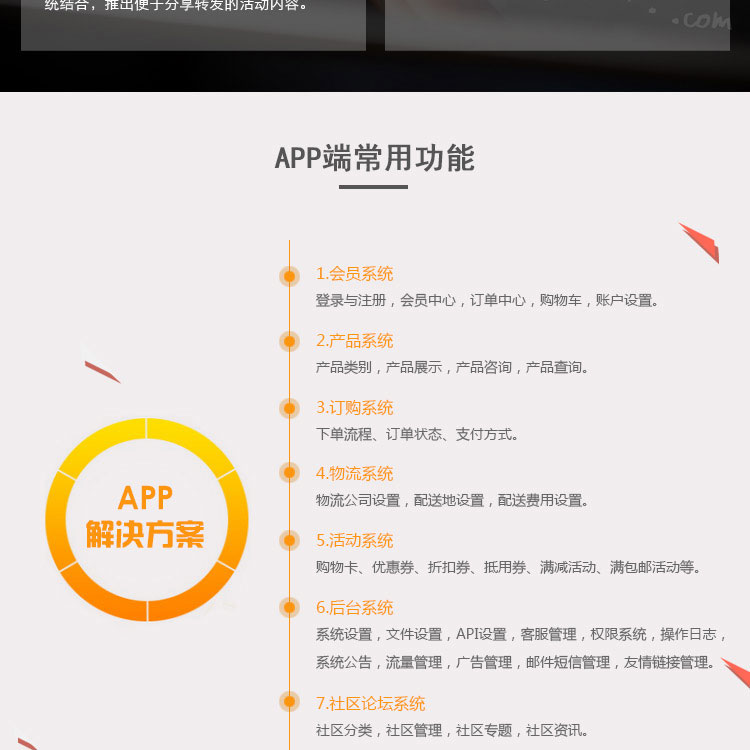 统结合，推出便于分享转发的活动内容。
.com
APP端常用功能
1.会员系统
登录与注册，会员中心，订单中心，购物车，账户设置。
2.产品系统
产品类别，产品展示，产品咨询，产品查询。
3.订购系统
下单流程、订单状态、支付方式。
4.物流系统
物流公司设置，配送地设置，配送费用设置。
5.活动系统
购物卡、优惠券、折扣券、抵用券、满减活动、满包邮活动等。
6.后台系统
系统设置，文件设置，API设置，客服管理，权限系统，操作日志，
系统公告，流量管理，广告管理，邮件短信管理，友情链接管理。
7.社区论坛系统
社区分类，社区管理，社区专题，社区资讯。
APP
解决方案